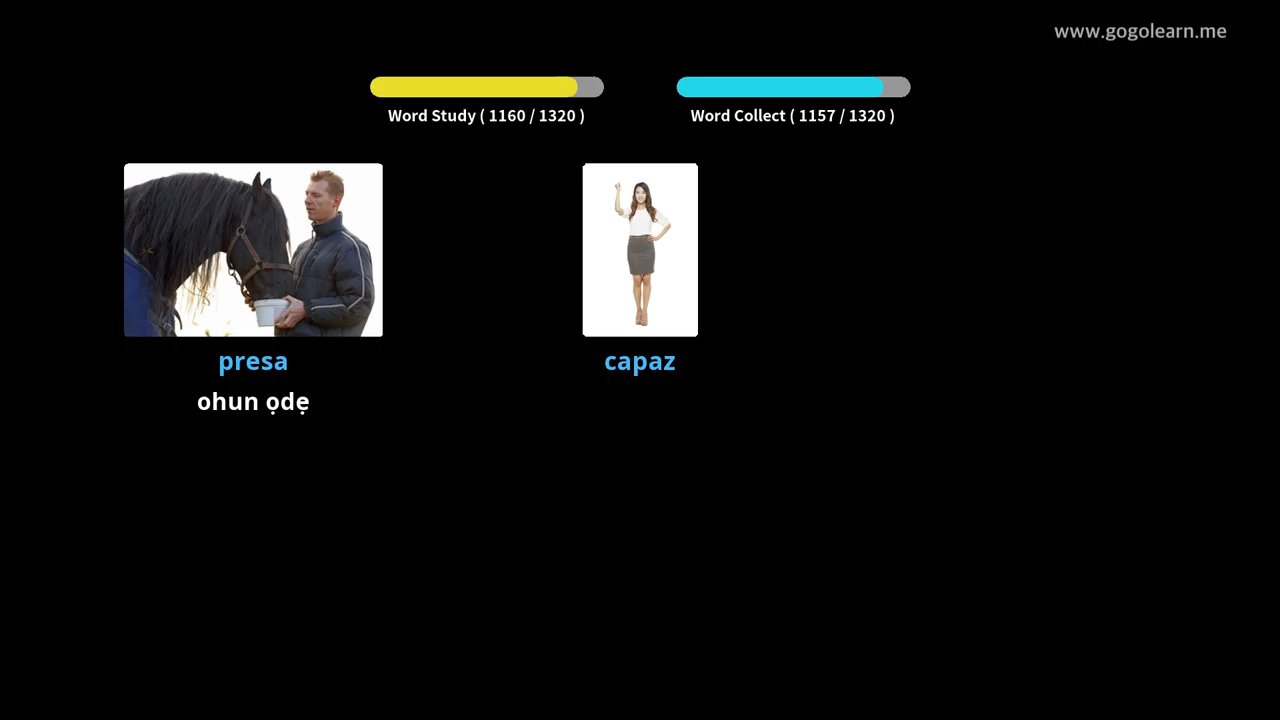 www.gogolearn.me
Word Study ( 1160 / 1320 )
Word Collect ( 1157 / 1320 )
presa
capaz
ohun ọdẹ